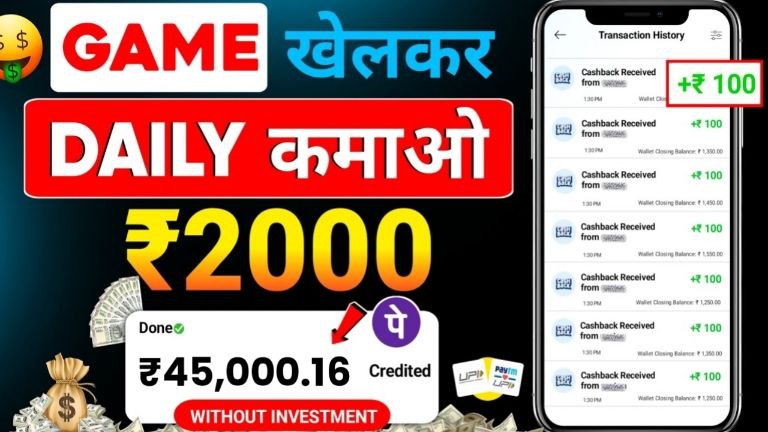 GAME खेलकर
DAILY कमाओ
₹2000
Done
पे
₹45,000.16 Credited
WITHOUT INVESTMENT
UPI
Paytm
UPI
Transaction History
Cashback Received
from
+₹ 100
1:30 PM
Wallet Clo
Cashback Received
from
+₹ 100
1:30 PM
Wallet Closing Balance: ₹ 1,350.00
Cashback Received
from
+₹ 100
1:30 PM
Wallet Closing Balance: ₹ 1,450.00
Cashback Received
from
+₹ 100
1:30 PM
Wallet Closing Balance: ₹ 1,550.00
Cashback Received
from
+₹ 100
1:30 PM
Wallet Closing Balance: ₹ 1,250.00
Cashback Received
from
+₹ 100
1:30 PM
Wallet Closing Balance: ₹ 1,250.00
Cashback Received
from
+₹ 100
1:30 PM
Wallet Closing Balance: ₹ 1,250.00